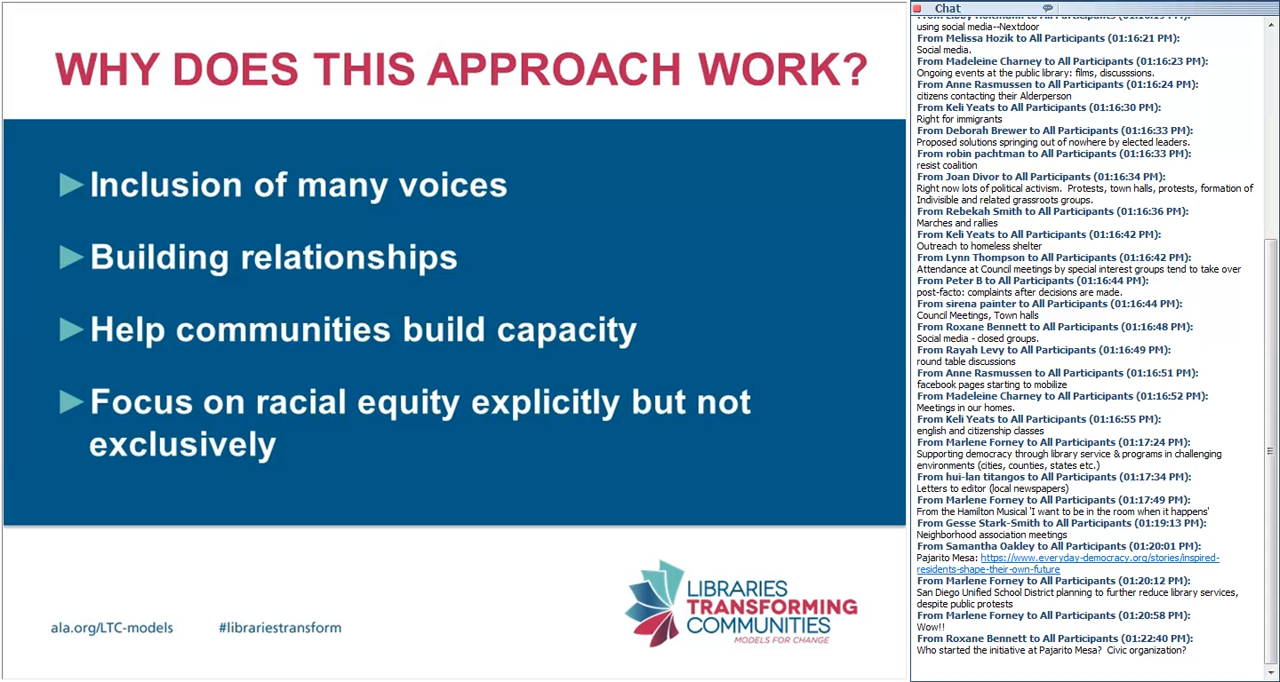 WHY DOES THIS APPROACH WORK?
Inclusion of many voices
Building relationships
Help communities build capacity
Focus on racial equity explicitly but not
exclusively
ala.org/LTC-models
#librariestransform
LIBRARIES
TRANSFORMING
COMMUNITIES
MODELS FOR CHANGE
Chat
using social media--Nextdoor
From Melissa Hozik to All Participants (01:16:21 PM):
Social media.
From Madeleine Charney to All Participants (01:16:23 PM):
Ongoing events at the public library: films, discusssions.
From Anne Rasmussen to All Participants (01:16:24 PM):
citizens contacting their Alderperson
From Keli Yeats to All Participants (01:16:30 PM):
Right for immigrants
From Deborah Brewer to All Participants (01:16:33 PM):
Proposed solutions springing out of nowhere by elected leaders.
From robin pachtman to All Participants (01:16:33 PM):
resist coalition
From Joan Divor to All Participants (01:16:34 PM):
Right now lots of political activism.  Protests, town halls, protests, formation of
Indivisible and related grassroots groups.
From Rebekah Smith to All Participants (01:16:36 PM):
Marches and rallies
From Keli Yeats to All Participants (01:16:42 PM):
Outreach to homeless shelter
From Lynn Thompson to All Participants (01:16:42 PM):
Attendance at Council meetings by special interest groups tend to take over
From Peter B to All Participants (01:16:44 PM):
post-facto: complaints after decisions are made.
From sirena painter to All Participants (01:16:44 PM):
Council Meetings, Town halls
From Roxane Bennett to All Participants (01:16:48 PM):
Social media - closed groups.
From Rayah Levy to All Participants (01:16:49 PM):
round table discussions
From Anne Rasmussen to All Participants (01:16:51 PM):
facebook pages starting to mobilize
From Madeleine Charney to All Participants (01:16:52 PM):
Meetings in our homes.
From Keli Yeats to All Participants (01:16:55 PM):
english and citizenship classes
From Marlene Forney to All Participants (01:17:24 PM):
Supporting democracy through library service & programs in challenging
environments (cities, counties, states etc.)
From hui-lan titangos to All Participants (01:17:34 PM):
Letters to editor (local newspapers)
From Marlene Forney to All Participants (01:17:49 PM):
From the Hamilton Musical 'I want to be in the room when it happens'
From Gesse Stark-Smith to All Participants (01:19:13 PM):
Neighborhood association meetings
From Samantha Oakley to All Participants (01:20:01 PM):
Pajarito Mesa: https://www.everyday-democracy.org/stories/inspired-
residents-shape-their-own-future
From Marlene Forney to All Participants (01:20:12 PM):
San Diego Unified School District planning to further reduce library services,
despite public protests
From Marlene Forney to All Participants (01:20:58 PM):
Wow!!
From Roxane Bennett to All Participants (01:22:40 PM):
Who started the initiative at Pajarito Mesa?  Civic organization?